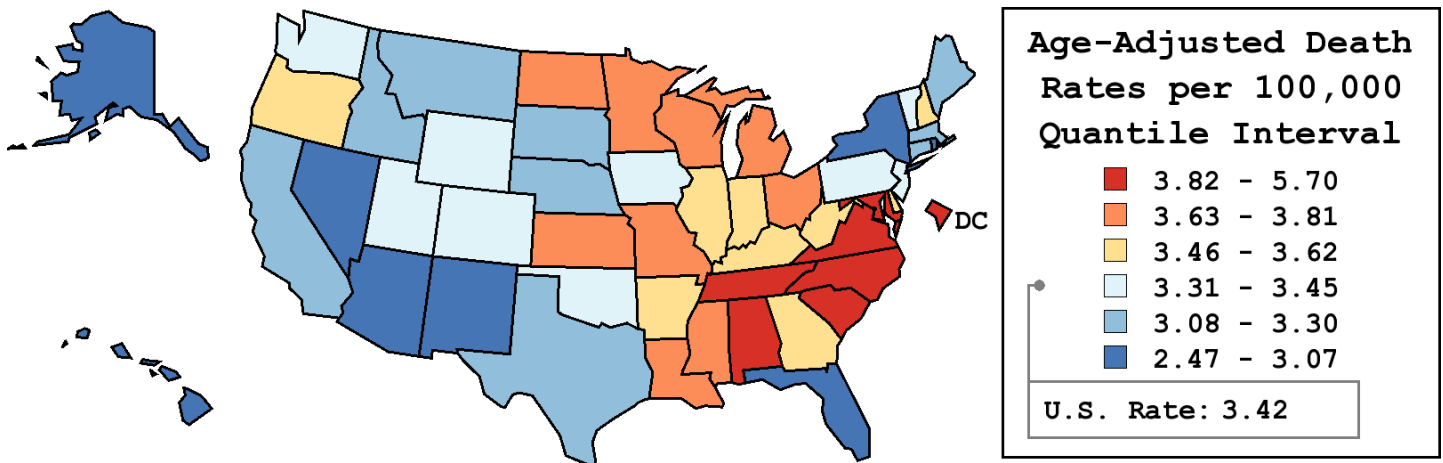 Age-Adjusted Death
Rates per 100,000
Quantile Interval
3.82 - 5.70
3.63 - 3.81
3.46 - 3.62
3.31 - 3.45
3.08 - 3.30
2.47 - 3.07
U.S. Rate: 3.42
DC